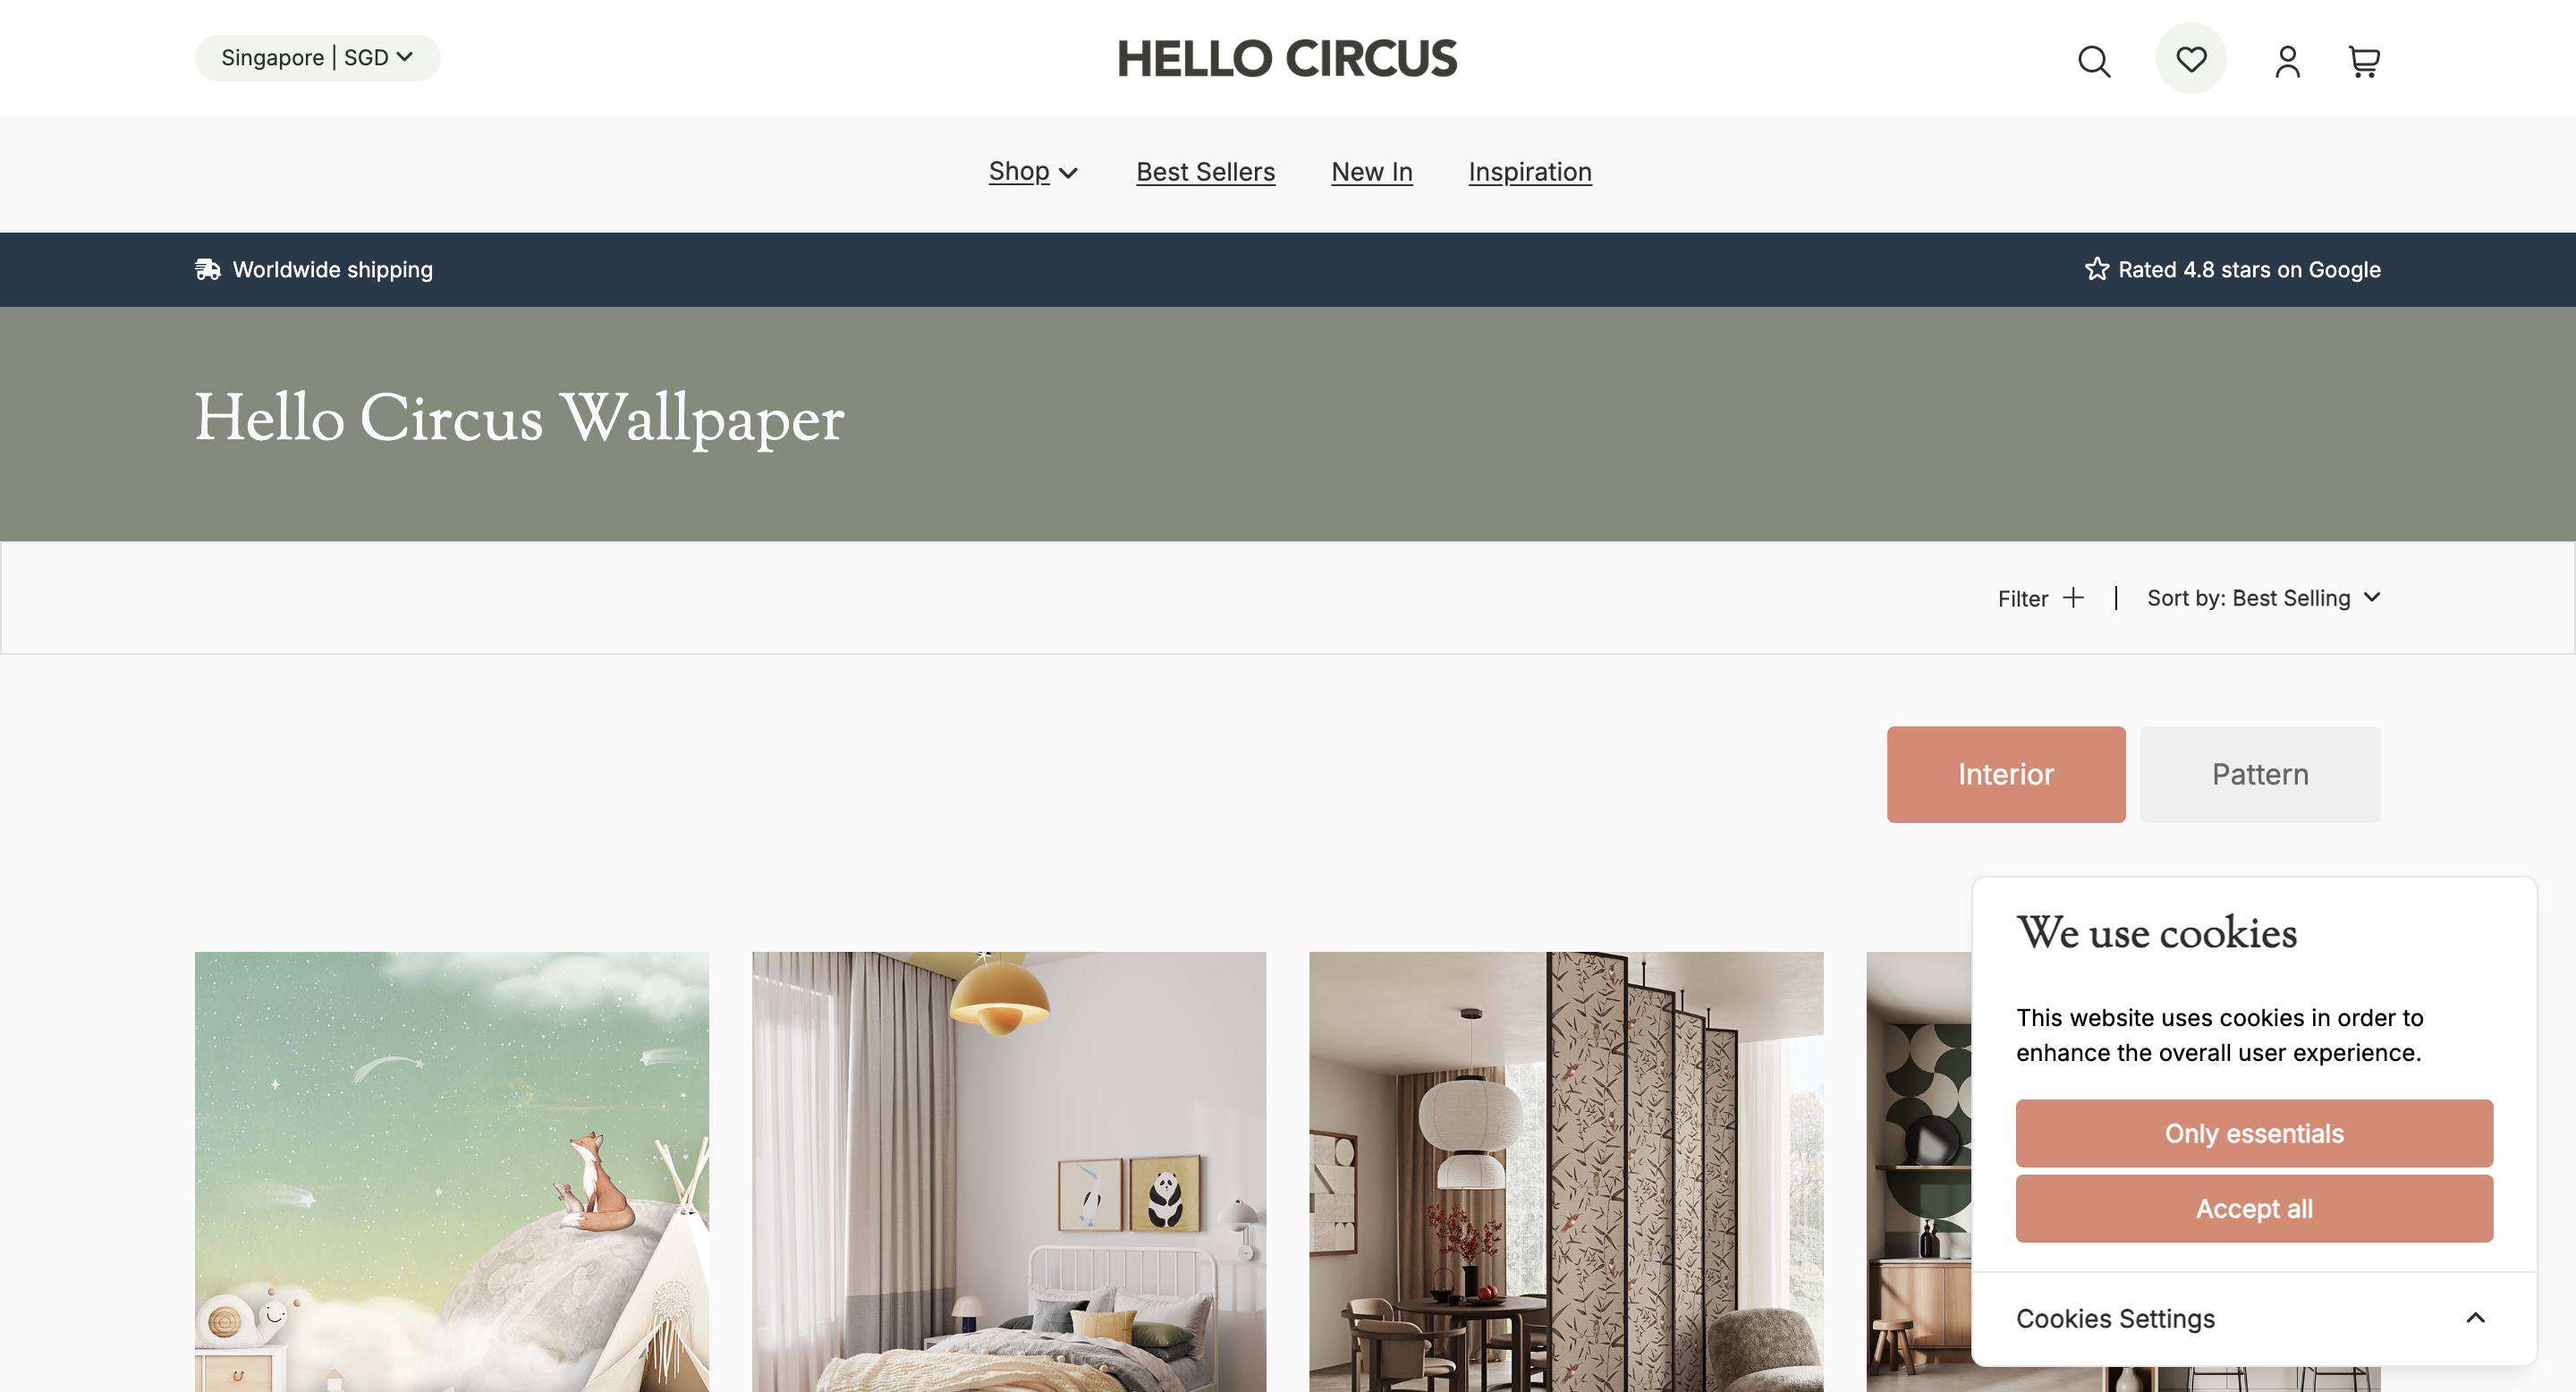 Singapore | SGD
HELLO CIRCUS
Shop
Best Sellers
New In
Inspiration
Worldwide shipping
Rated 4.8 stars on Google
Hello Circus Wallpaper
Filter
Sort by: Best Selling
Interior
Pattern
We use cookies
This website uses cookies in order to
enhance the overall user experience.
Only essentials
Accept all
Cookies Settings